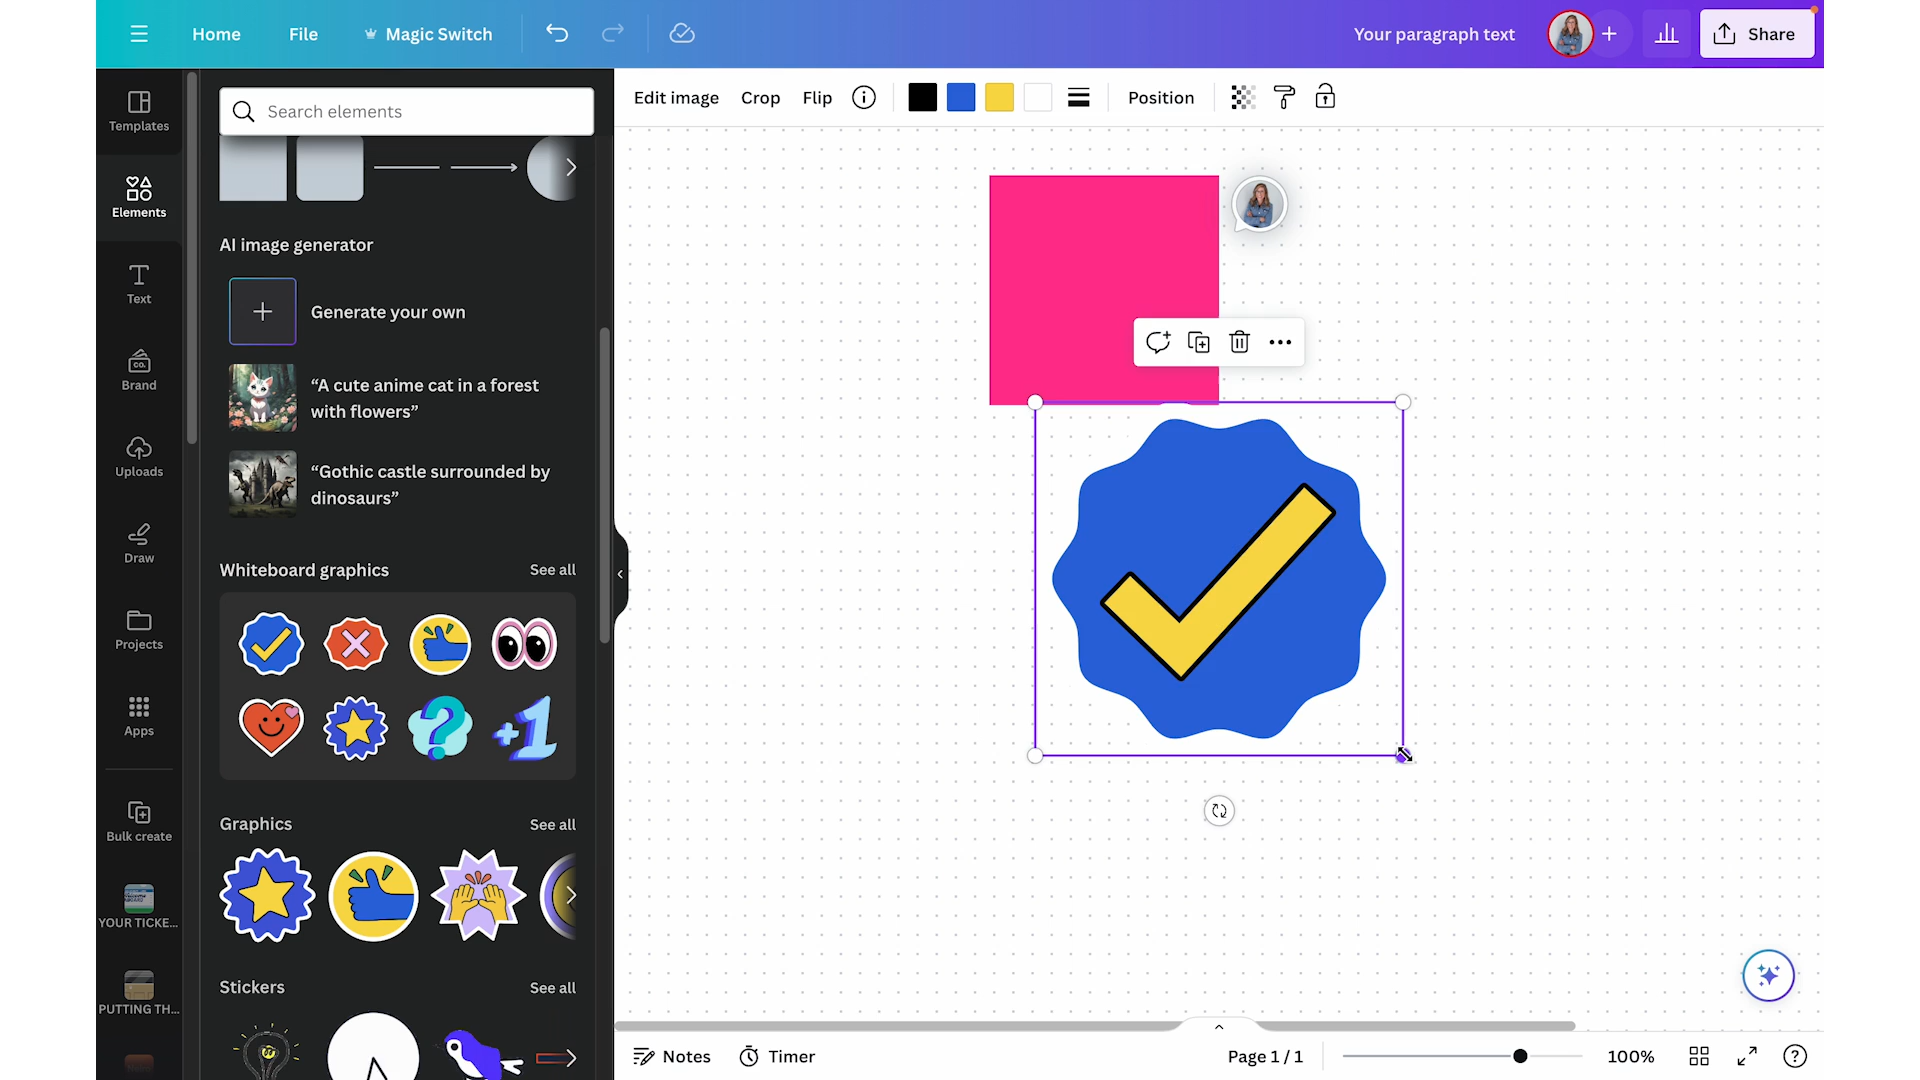 Home
File
Magic Switch
Your paragraph text
Share
Templates
Elements
Text
Brand
CO.
Uploads
Draw
Projects
Apps
Bulk create
YOUR TICKE...
PUTTING TH...
Search elements
AI image generator
Generate your own
“A cute anime cat in a forest
with flowers”
“Gothic castle surrounded by
dinosaurs”
Whiteboard graphics
See all
?
+1
Graphics
See all
Stickers
See all
Edit image
Crop
Flip
Position
Notes
Timer
Page 1 / 1
100%